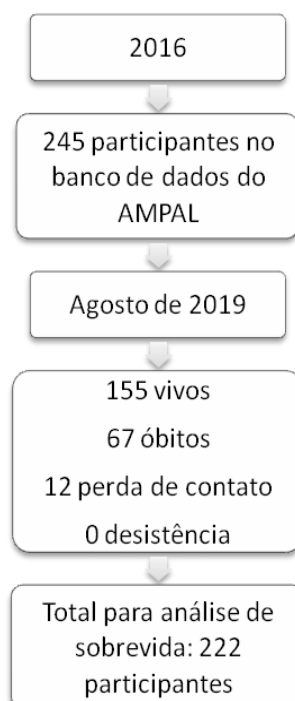 2016
245 participantes no
banco de dados do
AMPAL
Agosto de 2019
155 vivos
67 óbitos
12 perda de contato
0 desistência
Total para análise de
sobrevida: 222
participantes